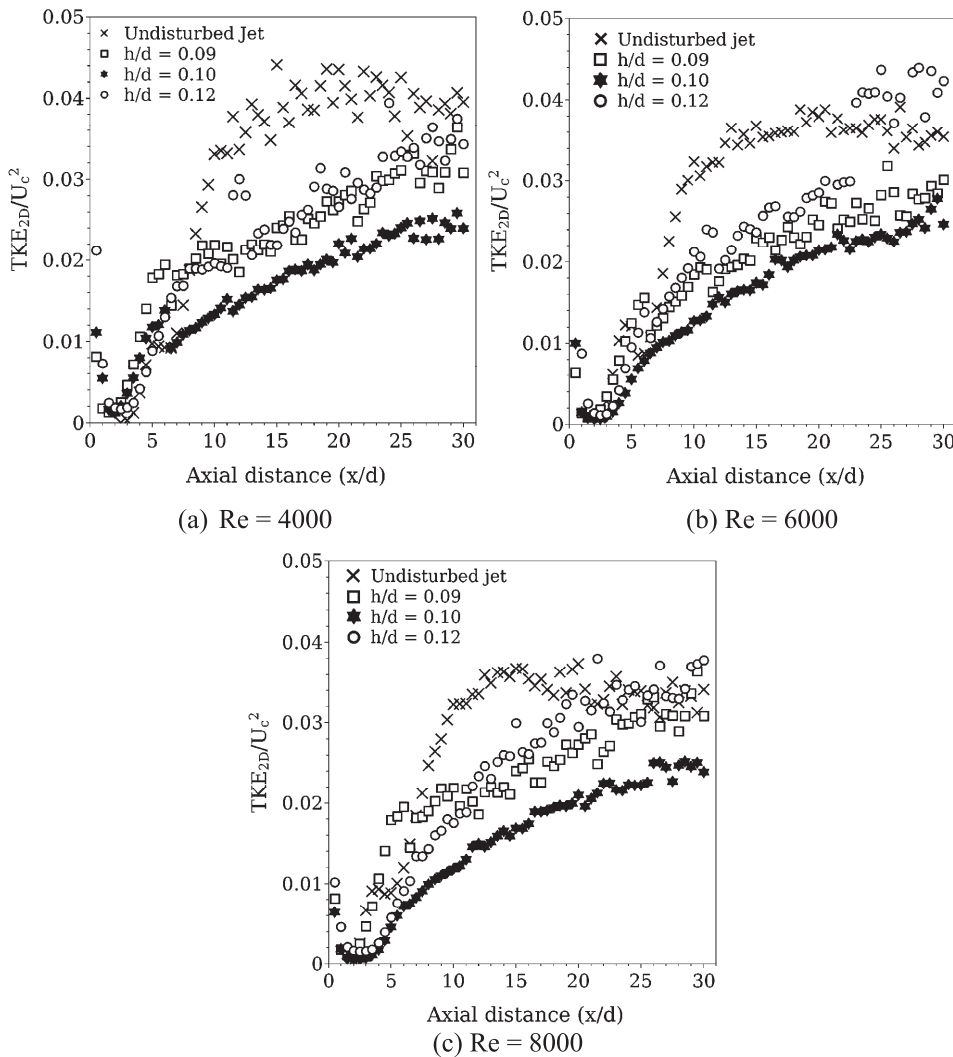 0.05
0.04
0.03
0.02
0.01
0
TKE2D/Uc2
Undisturbed Jet
h/d = 0.09
h/d = 0.10
h/d = 0.12
0 5 10 15 20 25 30
Axial distance (x/d)
(a) Re = 4000
0.05
0.04
0.03
0.02
0.01
0
TKE2D/Uc2
Undisturbed jet
h/d = 0.09
h/d = 0.10
h/d = 0.12
0 5 10 15 20 25 30
Axial distance (x/d)
(b) Re = 6000
0.05
0.04
0.03
0.02
0.01
0
TKE2D/Uc2
Undisturbed jet
h/d = 0.09
h/d = 0.10
h/d = 0.12
0 5 10 15 20 25 30
Axial distance (x/d)
(c) Re = 8000